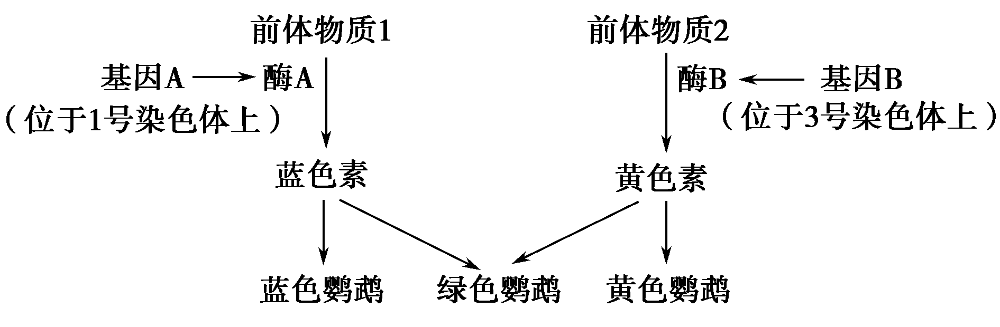 前体物质1 前体物质2
基因A 酶A 酶B 基因B
（位于1号染色体上） （位于3号染色体上）
蓝色素 黄色素
蓝色鹦鹉 绿色鹦鹉 黄色鹦鹉